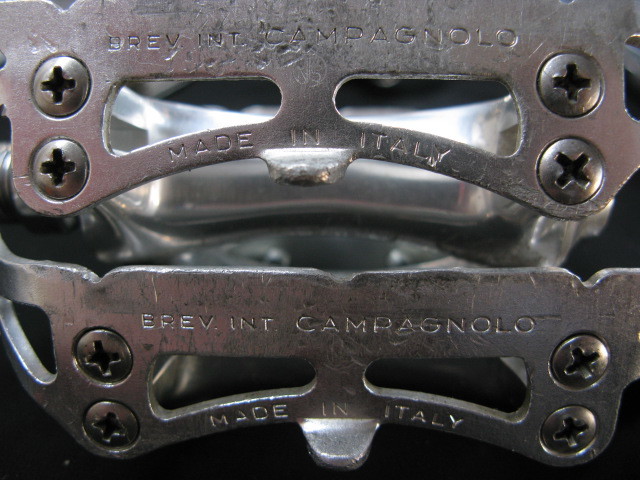 BREV. INT. CAMPAGNOLO
MADE IN ITALY
BREV. INT CAMPAGNOLO
MADE IN ITALY